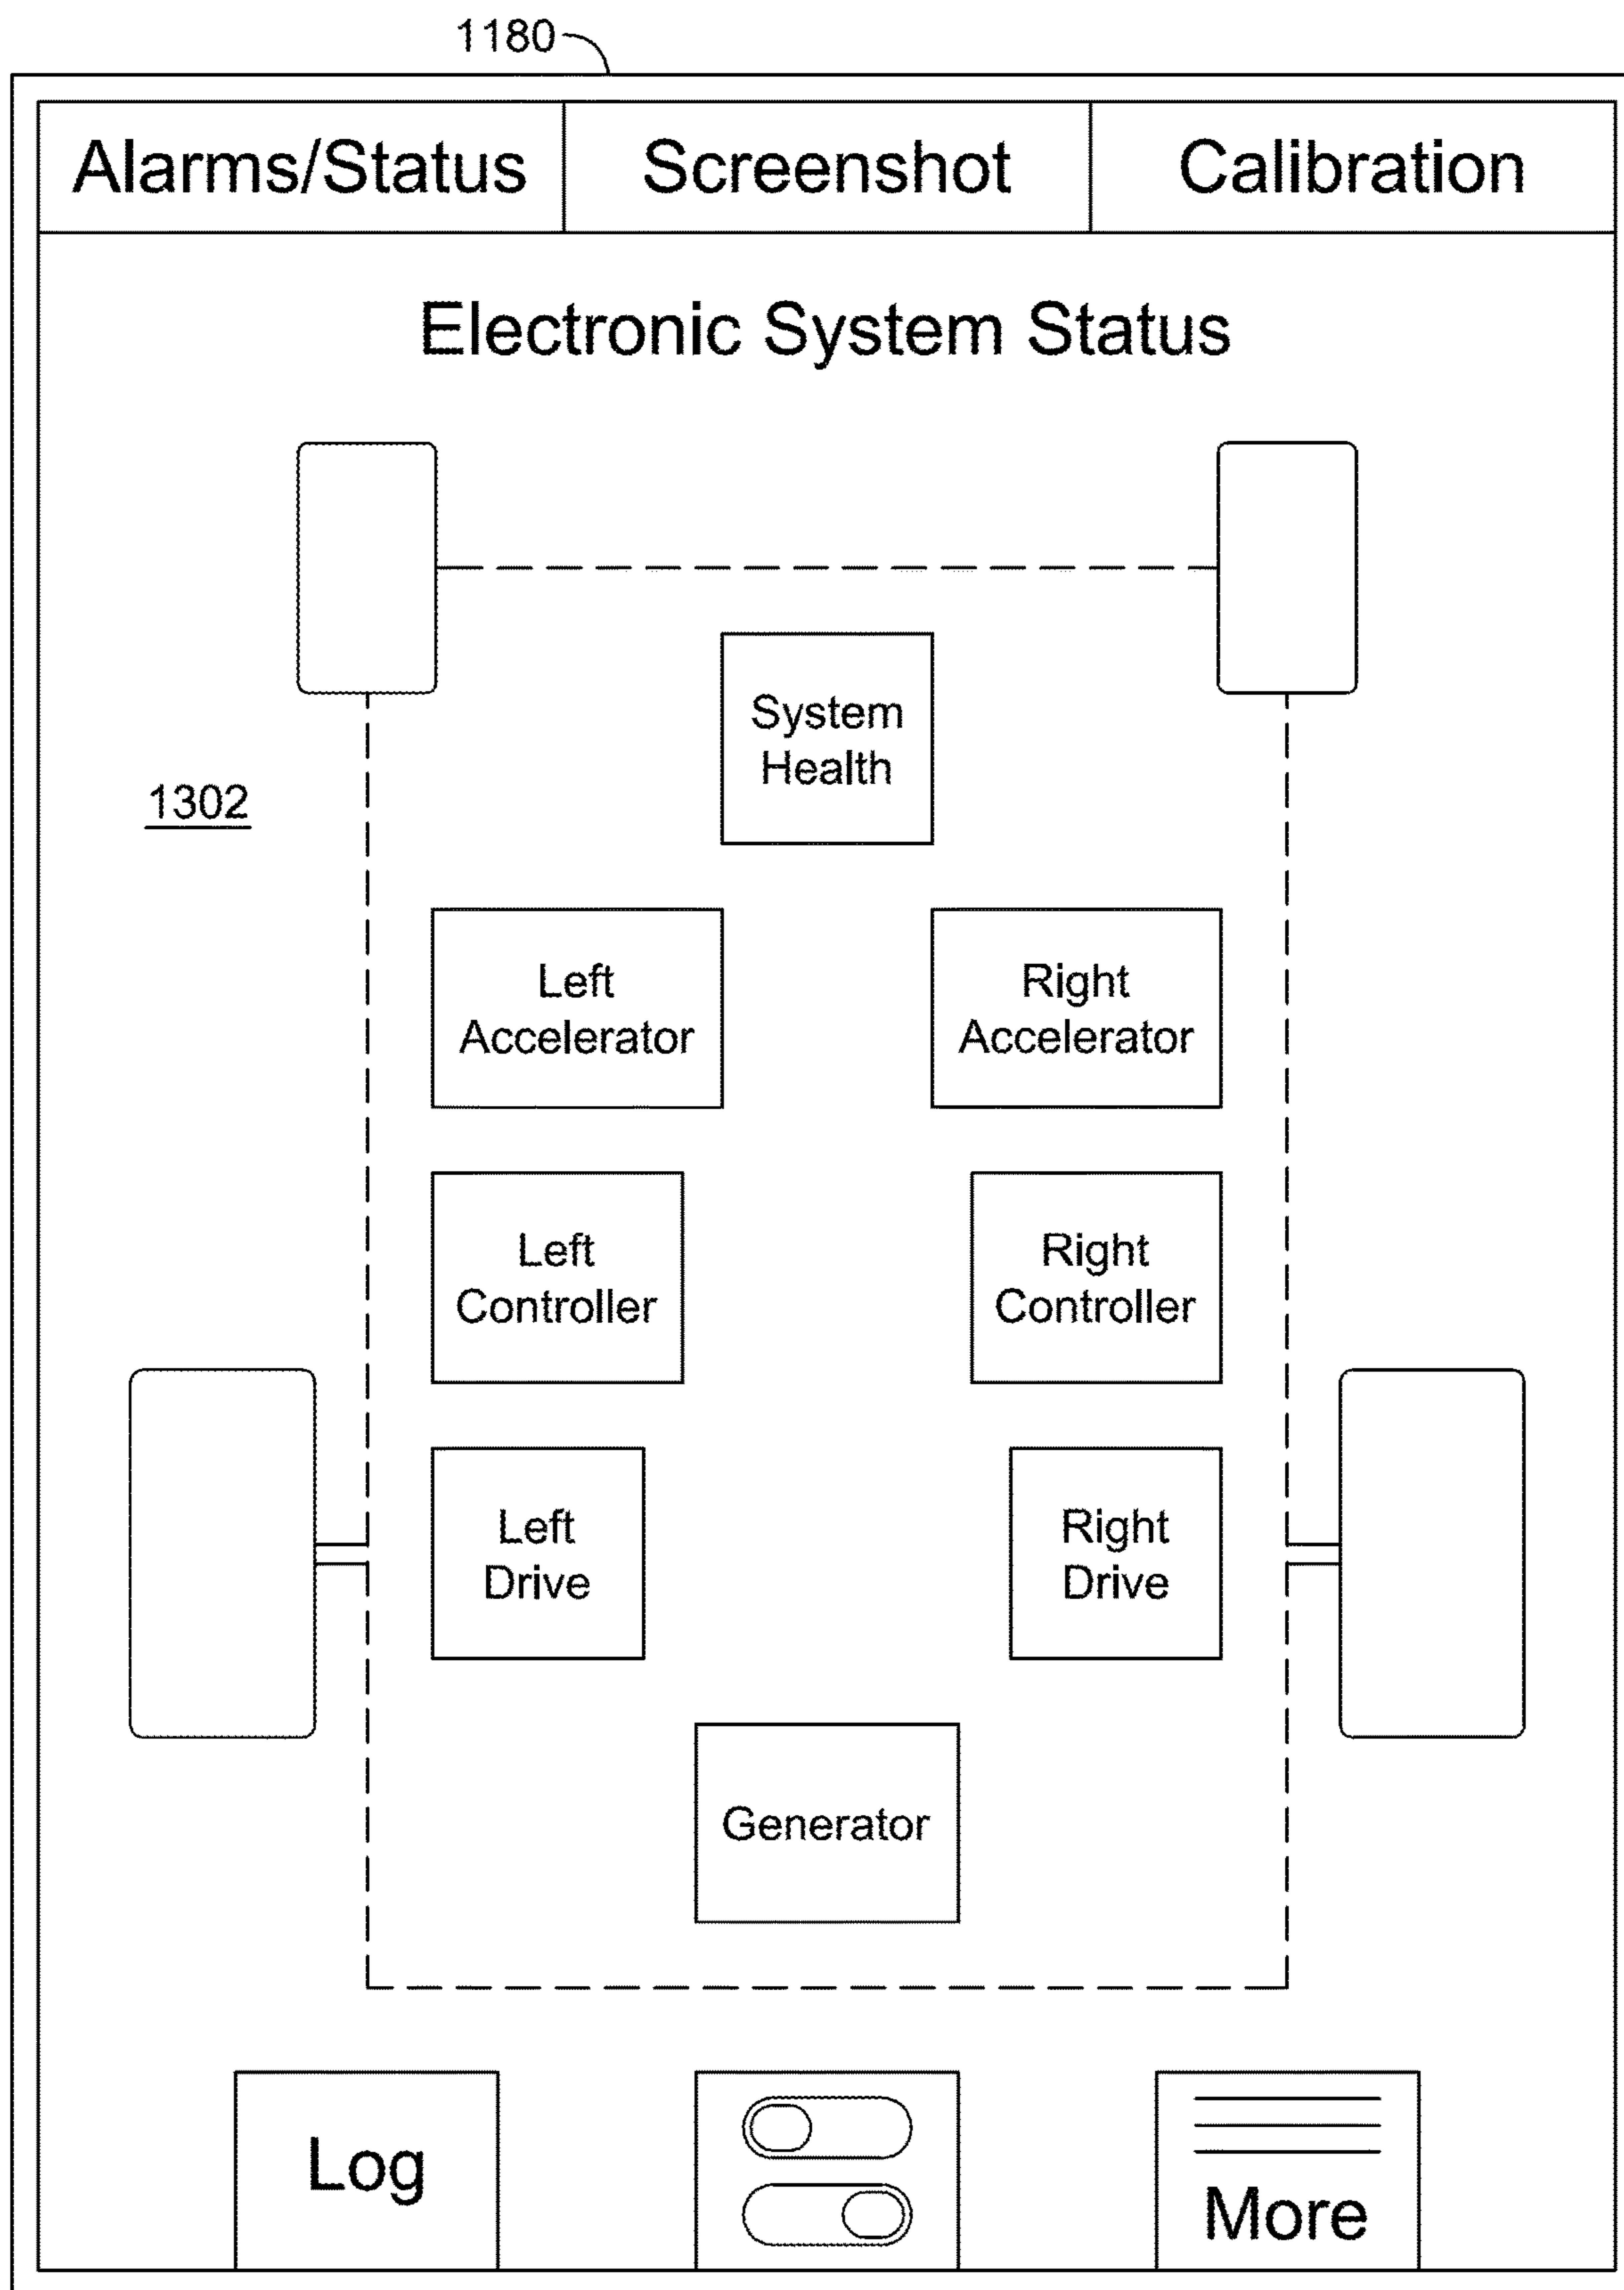 1180
Alarms/Status
Screenshot
Calibration
Electronic System Status
System
Health
1302
Left
Accelerator
Right
Accelerator
Left
Controller
Right
Controller
Left
Drive
Right
Drive
Generator
Log
More